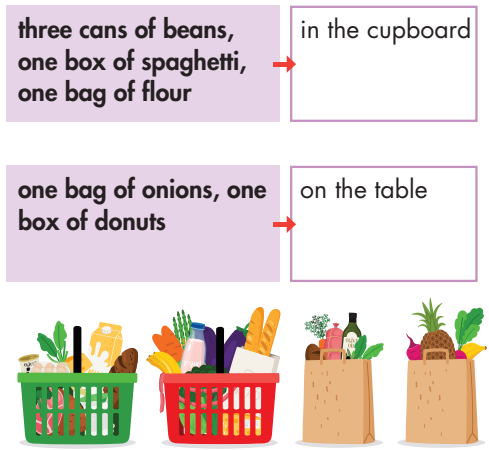 three cans of beans,
one box of spaghetti,
one bag of flour
in the cupboard
one bag of onions, one
box of donuts
on the table